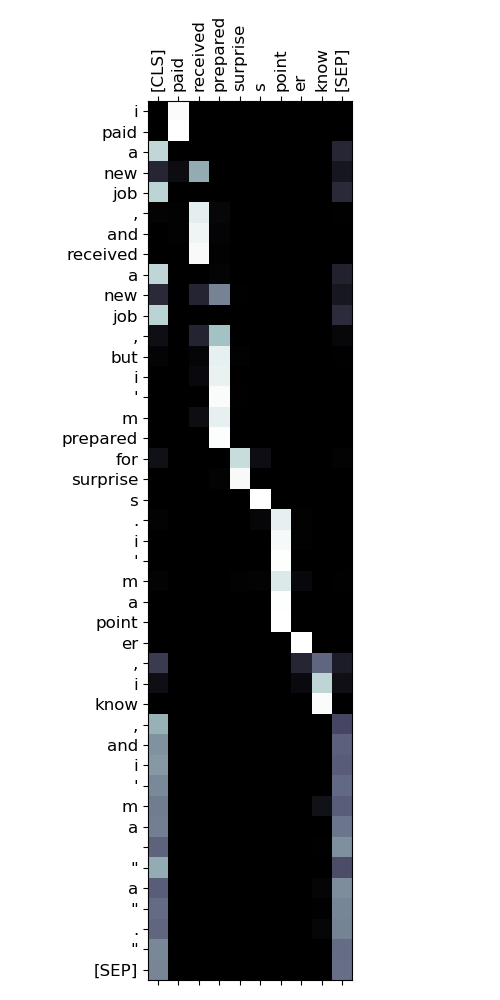 [CLS]
paid
received
prepared
surprise
s
point
er
know
[SEP]
i
paid
a
new
job
,
and
received
a
new
job
,
but
i
'
m
prepared
for
surprise
s
.
i
'
m
a
point
er
,
i
know
,
and
i
'
m
a
"
a
"
.
"
[SEP]